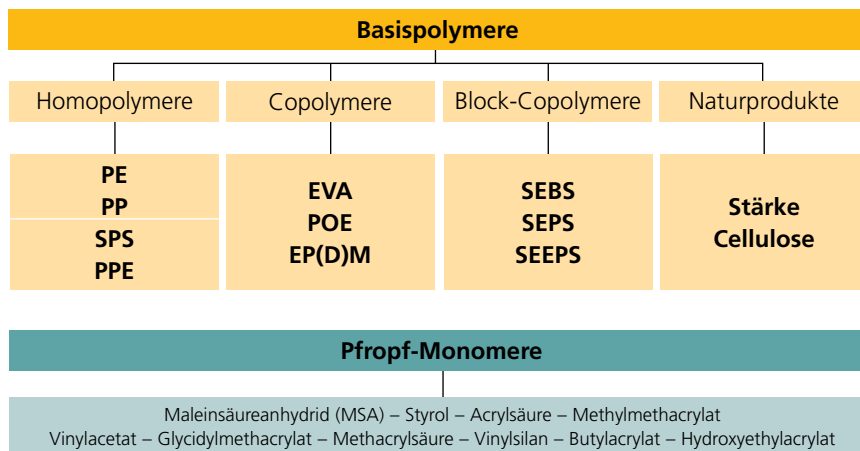 Basispolymere
Homopolymere
Copolymere
Block-Copolymere
Naturprodukte
PE
PP
SPS
PPE
EVA
POE
EP(D)M
SEBS
SEPS
SEEPS
Stärke
Cellulose
Pfropf-Monomere
Maleinsäureanhydrid (MSA) – Styrol – Acrylsäure – Methylmethacrylat
Vinylacetat – Glycidylmethacrylat – Methacrylsäure – Vinylsilan – Butylacrylat – Hydroxyethylacrylat